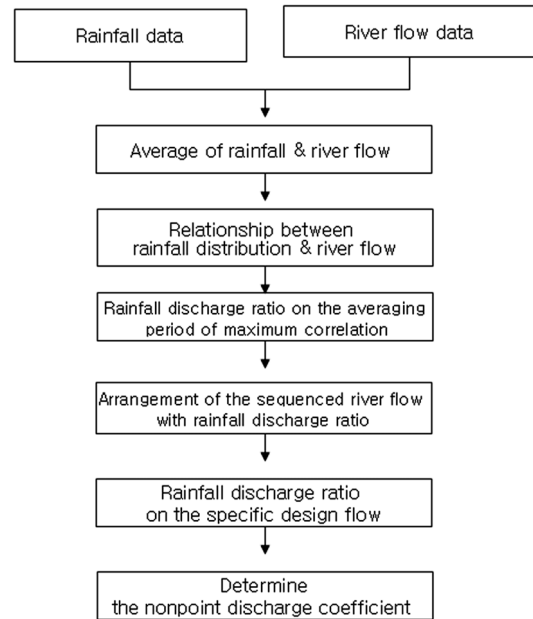 Rainfall data
River flow data
Average of rainfall & river flow
Relationship between
rainfall distribution & river flow
Rainfall discharge ratio on the averaging
period of maximum correlation
Arrangement of the sequenced river flow
with rainfall discharge ratio
Rainfall discharge ratio
on the specific design flow
Determine
the nonpoint discharge coefficient